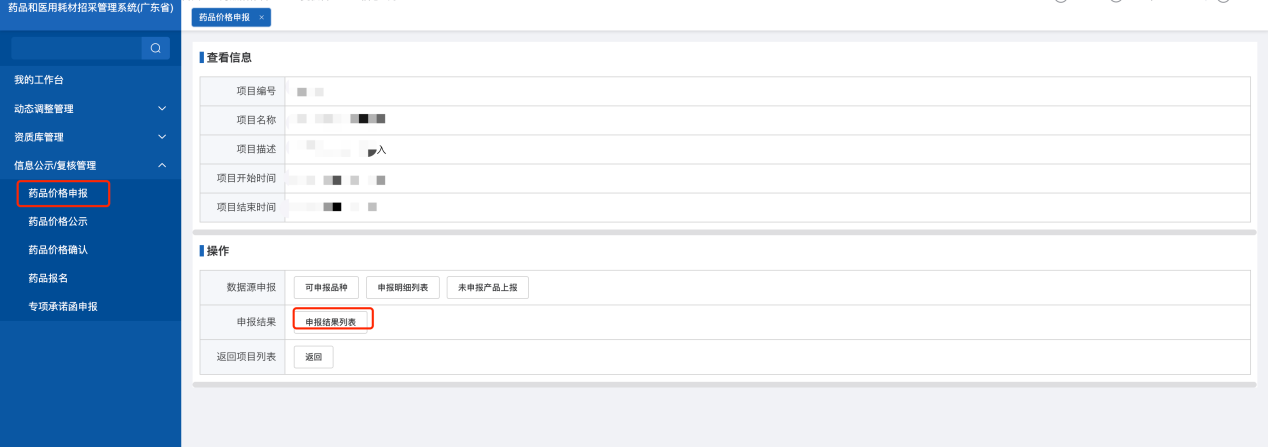 药品和医用耗材招采管理系统(广东省)
药品价格申报 ×
我的工作台
动态调整管理
资质库管理
信息公示/复核管理
药品价格申报
药品价格公示
药品价格确认
药品报名
专项承诺函申报
查看信息
项目编号
项目名称
项目描述 入
项目开始时间
项目结束时间
操作
数据源申报 可申报品种 申报明细列表 未申报产品上报
申报结果 申报结果列表
返回项目列表 返回